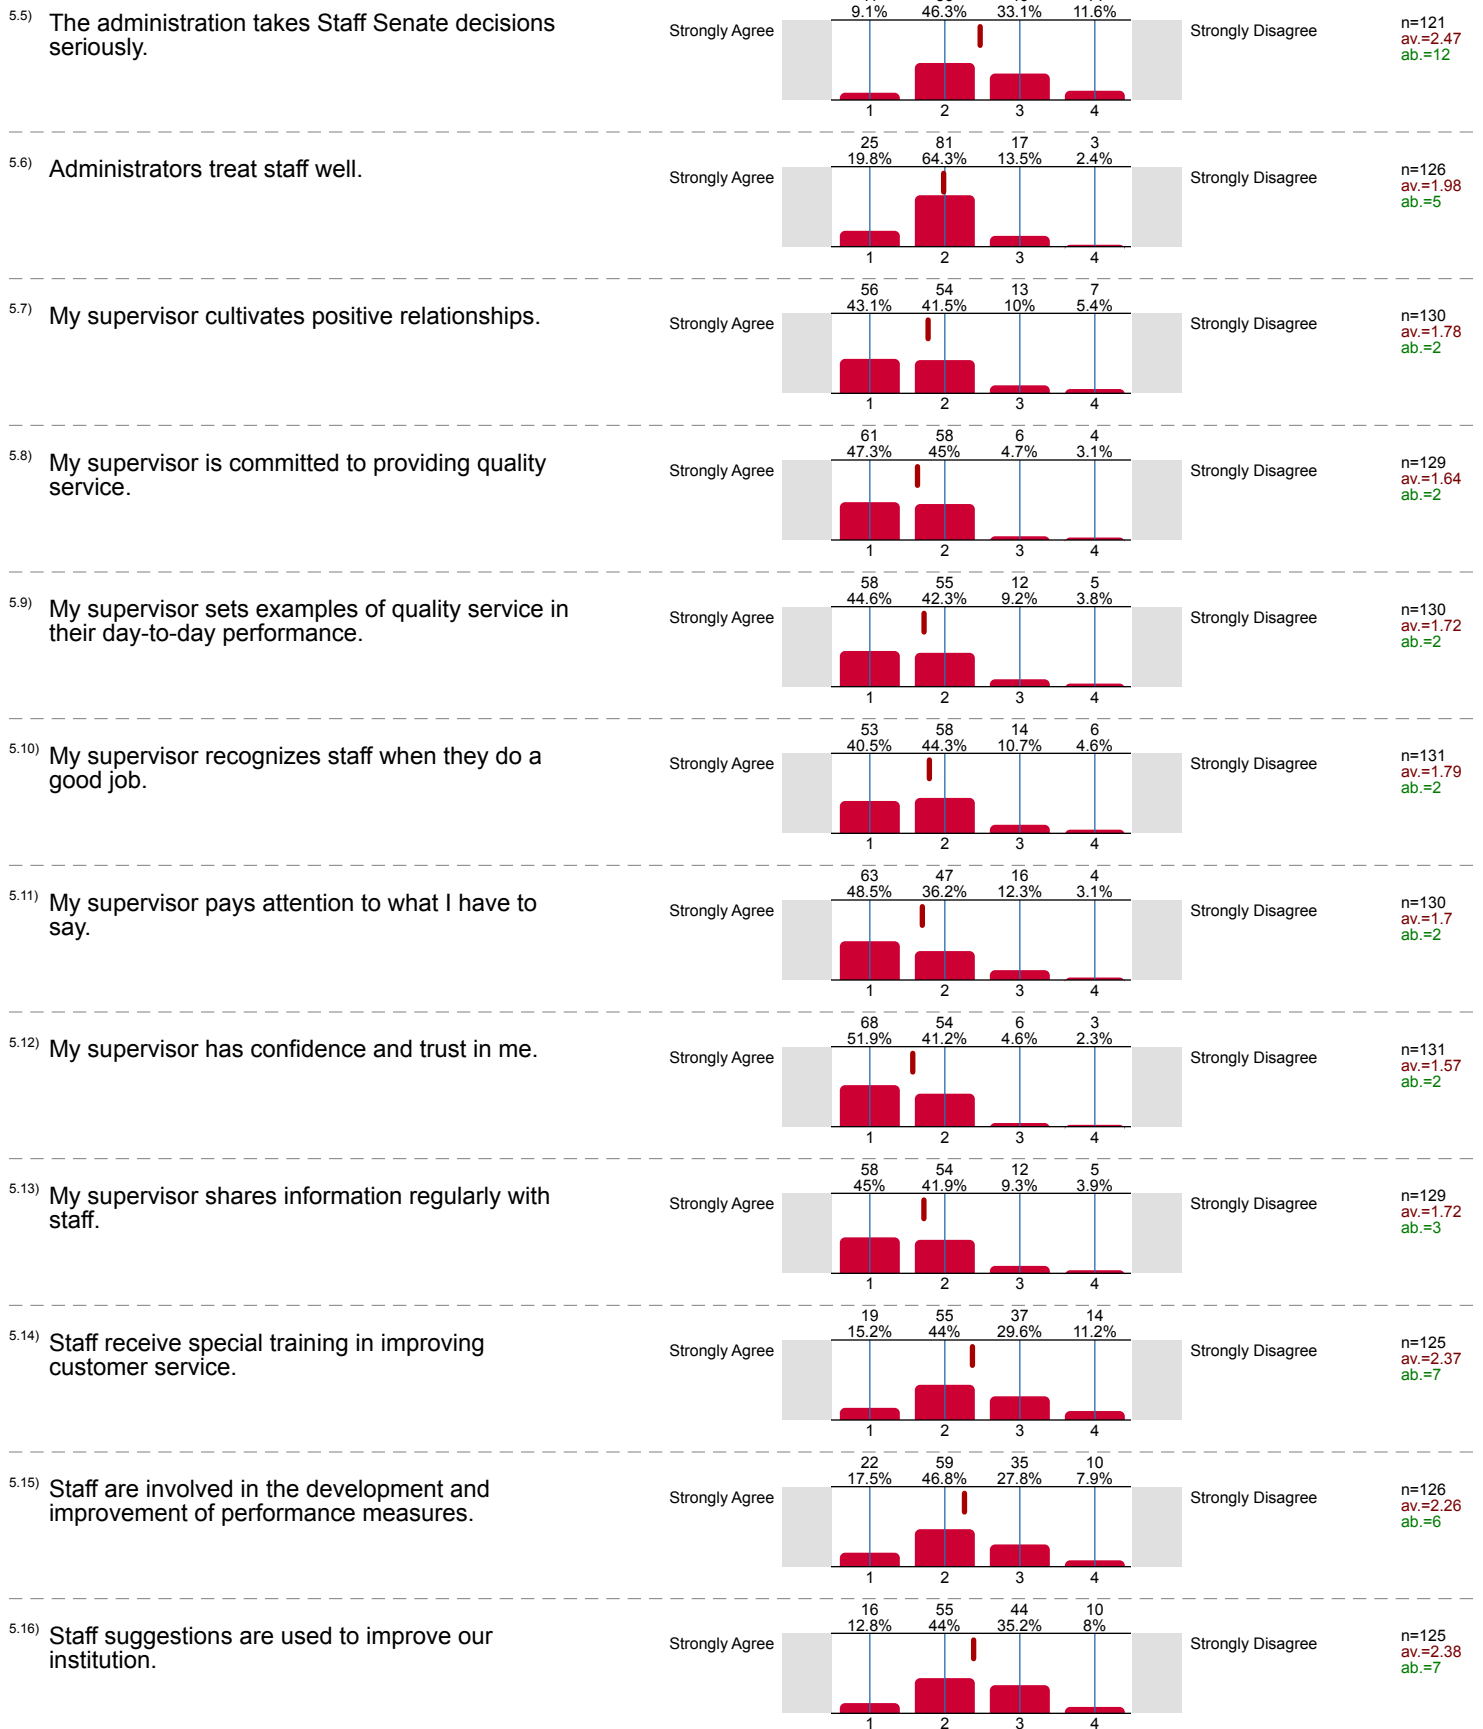 5.5) The administration takes Staff Senate decisions
seriously.
9.1% 46.3% 33.1% 11.6%
Strongly Agree Strongly Disagree
n=121
av.=2.47
ab.=12
1 2 3 4
5.6) Administrators treat staff well.
25 81 17 3
19.8% 64.3% 13.5% 2.4%
Strongly Agree Strongly Disagree
n=126
av.=1.98
ab.=5
1 2 3 4
5.7) My supervisor cultivates positive relationships.
56 54 13 7
43.1% 41.5% 10% 5.4%
Strongly Agree Strongly Disagree
n=130
av.=1.78
ab.=2
1 2 3 4
5.8) My supervisor is committed to providing quality
service.
61 58 6 4
47.3% 45% 4.7% 3.1%
Strongly Agree Strongly Disagree
n=129
av.=1.64
ab.=2
1 2 3 4
5.9) My supervisor sets examples of quality service in
their day-to-day performance.
58 55 12 5
44.6% 42.3% 9.2% 3.8%
Strongly Agree Strongly Disagree
n=130
av.=1.72
ab.=2
1 2 3 4
5.10) My supervisor recognizes staff when they do a
good job.
53 58 14 6
40.5% 44.3% 10.7% 4.6%
Strongly Agree Strongly Disagree
n=131
av.=1.79
ab.=2
1 2 3 4
5.11) My supervisor pays attention to what I have to
say.
63 47 16 4
48.5% 36.2% 12.3% 3.1%
Strongly Agree Strongly Disagree
n=130
av.=1.7
ab.=2
1 2 3 4
5.12) My supervisor has confidence and trust in me.
68 54 6 3
51.9% 41.2% 4.6% 2.3%
Strongly Agree Strongly Disagree
n=131
av.=1.57
ab.=2
1 2 3 4
5.13) My supervisor shares information regularly with
staff.
58 54 12 5
45% 41.9% 9.3% 3.9%
Strongly Agree Strongly Disagree
n=129
av.=1.72
ab.=3
1 2 3 4
5.14) Staff receive special training in improving
customer service.
19 55 37 14
15.2% 44% 29.6% 11.2%
Strongly Agree Strongly Disagree
n=125
av.=2.37
ab.=7
1 2 3 4
5.15) Staff are involved in the development and
improvement of performance measures.
22 59 35 10
17.5% 46.8% 27.8% 7.9%
Strongly Agree Strongly Disagree
n=126
av.=2.26
ab.=6
1 2 3 4
5.16) Staff suggestions are used to improve our
institution.
16 55 44 10
12.8% 44% 35.2% 8%
Strongly Agree Strongly Disagree
n=125
av.=2.38
ab.=7
1 2 3 4